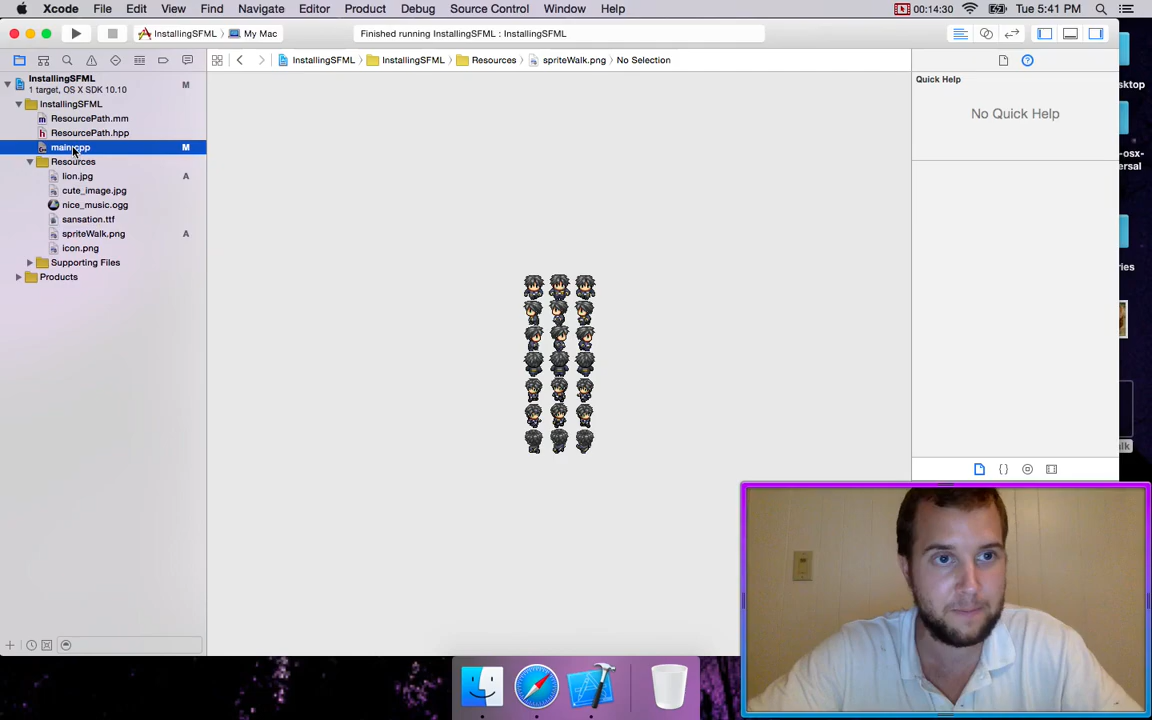 Xcode File Edit View Find Navigate Editor Product Debug Source Control Window Help 00:14:30 Tue 5:41 PM
InstallingSFML My Mac Finished running InstallingSFML : InstallingSFML
InstallingSFML InstallingSFML Resources spriteWalk.png No Selection
InstallingSFML M
1 target, OS X SDK 10.10
InstallingSFML
ResourcePath.mm
ResourcePath.hpp
main.cpp M
Resources
lion.jpg A
cute_image.jpg
nice_music.ogg
sansation.ttf
spriteWalk.png A
icon.png
Supporting Files
Products
Quick Help
No Quick Help